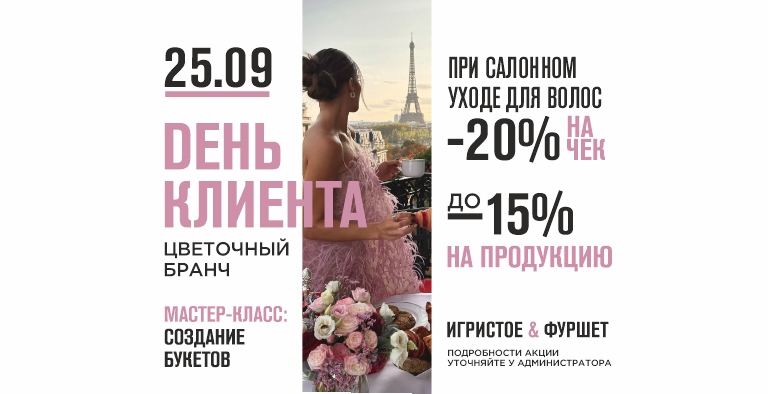 25.09
DЕНЬ
КЛИЕНТА
ЦВЕТОЧНЫЙ
БРАНЧ
МАСТЕР-КЛАСС:
СОЗДАНИЕ
БУКЕТОВ
ПРИ САЛОННОМ
УХОДЕ ДЛЯ ВОЛОС
-20% НА ЧЕК
ДО 15%
НА ПРОДУКЦИЮ
ИГРИСТОЕ & ФУРШЕТ
ПОДРОБНОСТИ АКЦИИ
УТОЧНЯЙТЕ У АДМИНИСТРАТОРА